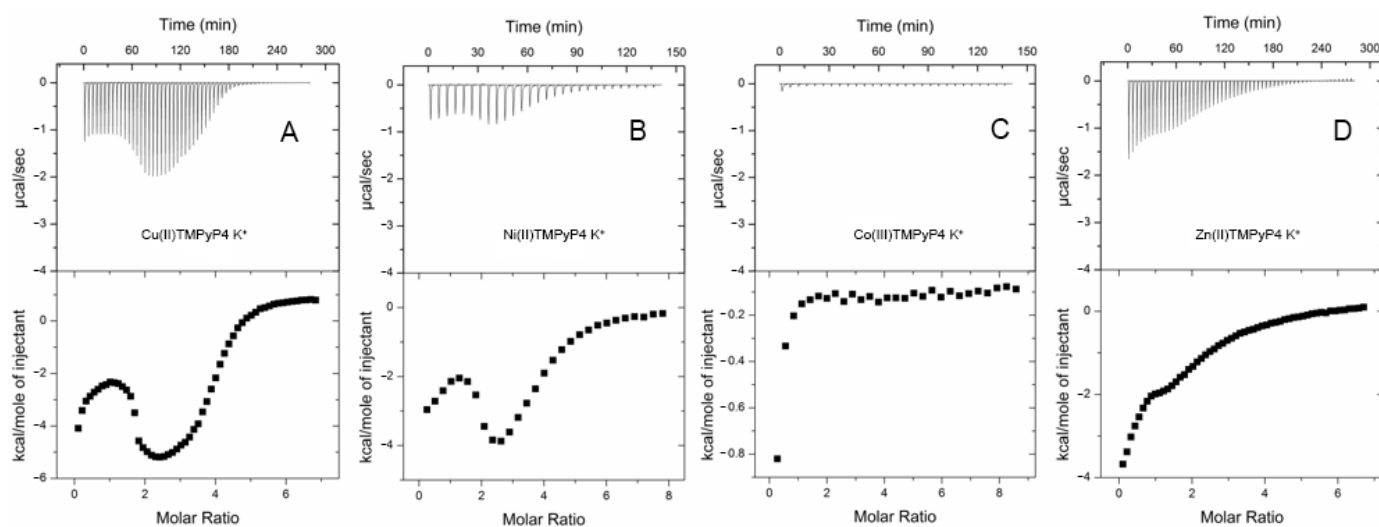 Time (min)
0 60 120 180 240 300
0
−1
−2
−3
−4
µcal/sec
A
Cu(II)TMPyP4 K⁺
0
−2
−4
−6
kcal/mole of injectant
0 2 4 6
Molar Ratio
Time (min)
0 30 60 90 120 150
0
−1
−2
−3
−4
µcal/sec
B
Ni(II)TMPyP4 K⁺
0
−2
−4
kcal/mole of injectant
0 2 4 6 8
Molar Ratio
Time (min)
0 30 60 90 120 150
0
−1
−2
−3
−4
µcal/sec
C
Co(III)TMPyP4 K⁺
−0.2
−0.4
−0.6
−0.8
kcal/mole of injectant
0 2 4 6 8
Molar Ratio
Time (min)
0 60 120 180 240 300
0
−1
−2
−3
−4
µcal/sec
D
Zn(II)TMPyP4 K⁺
0
−2
−4
kcal/mole of injectant
0 2 4 6
Molar Ratio